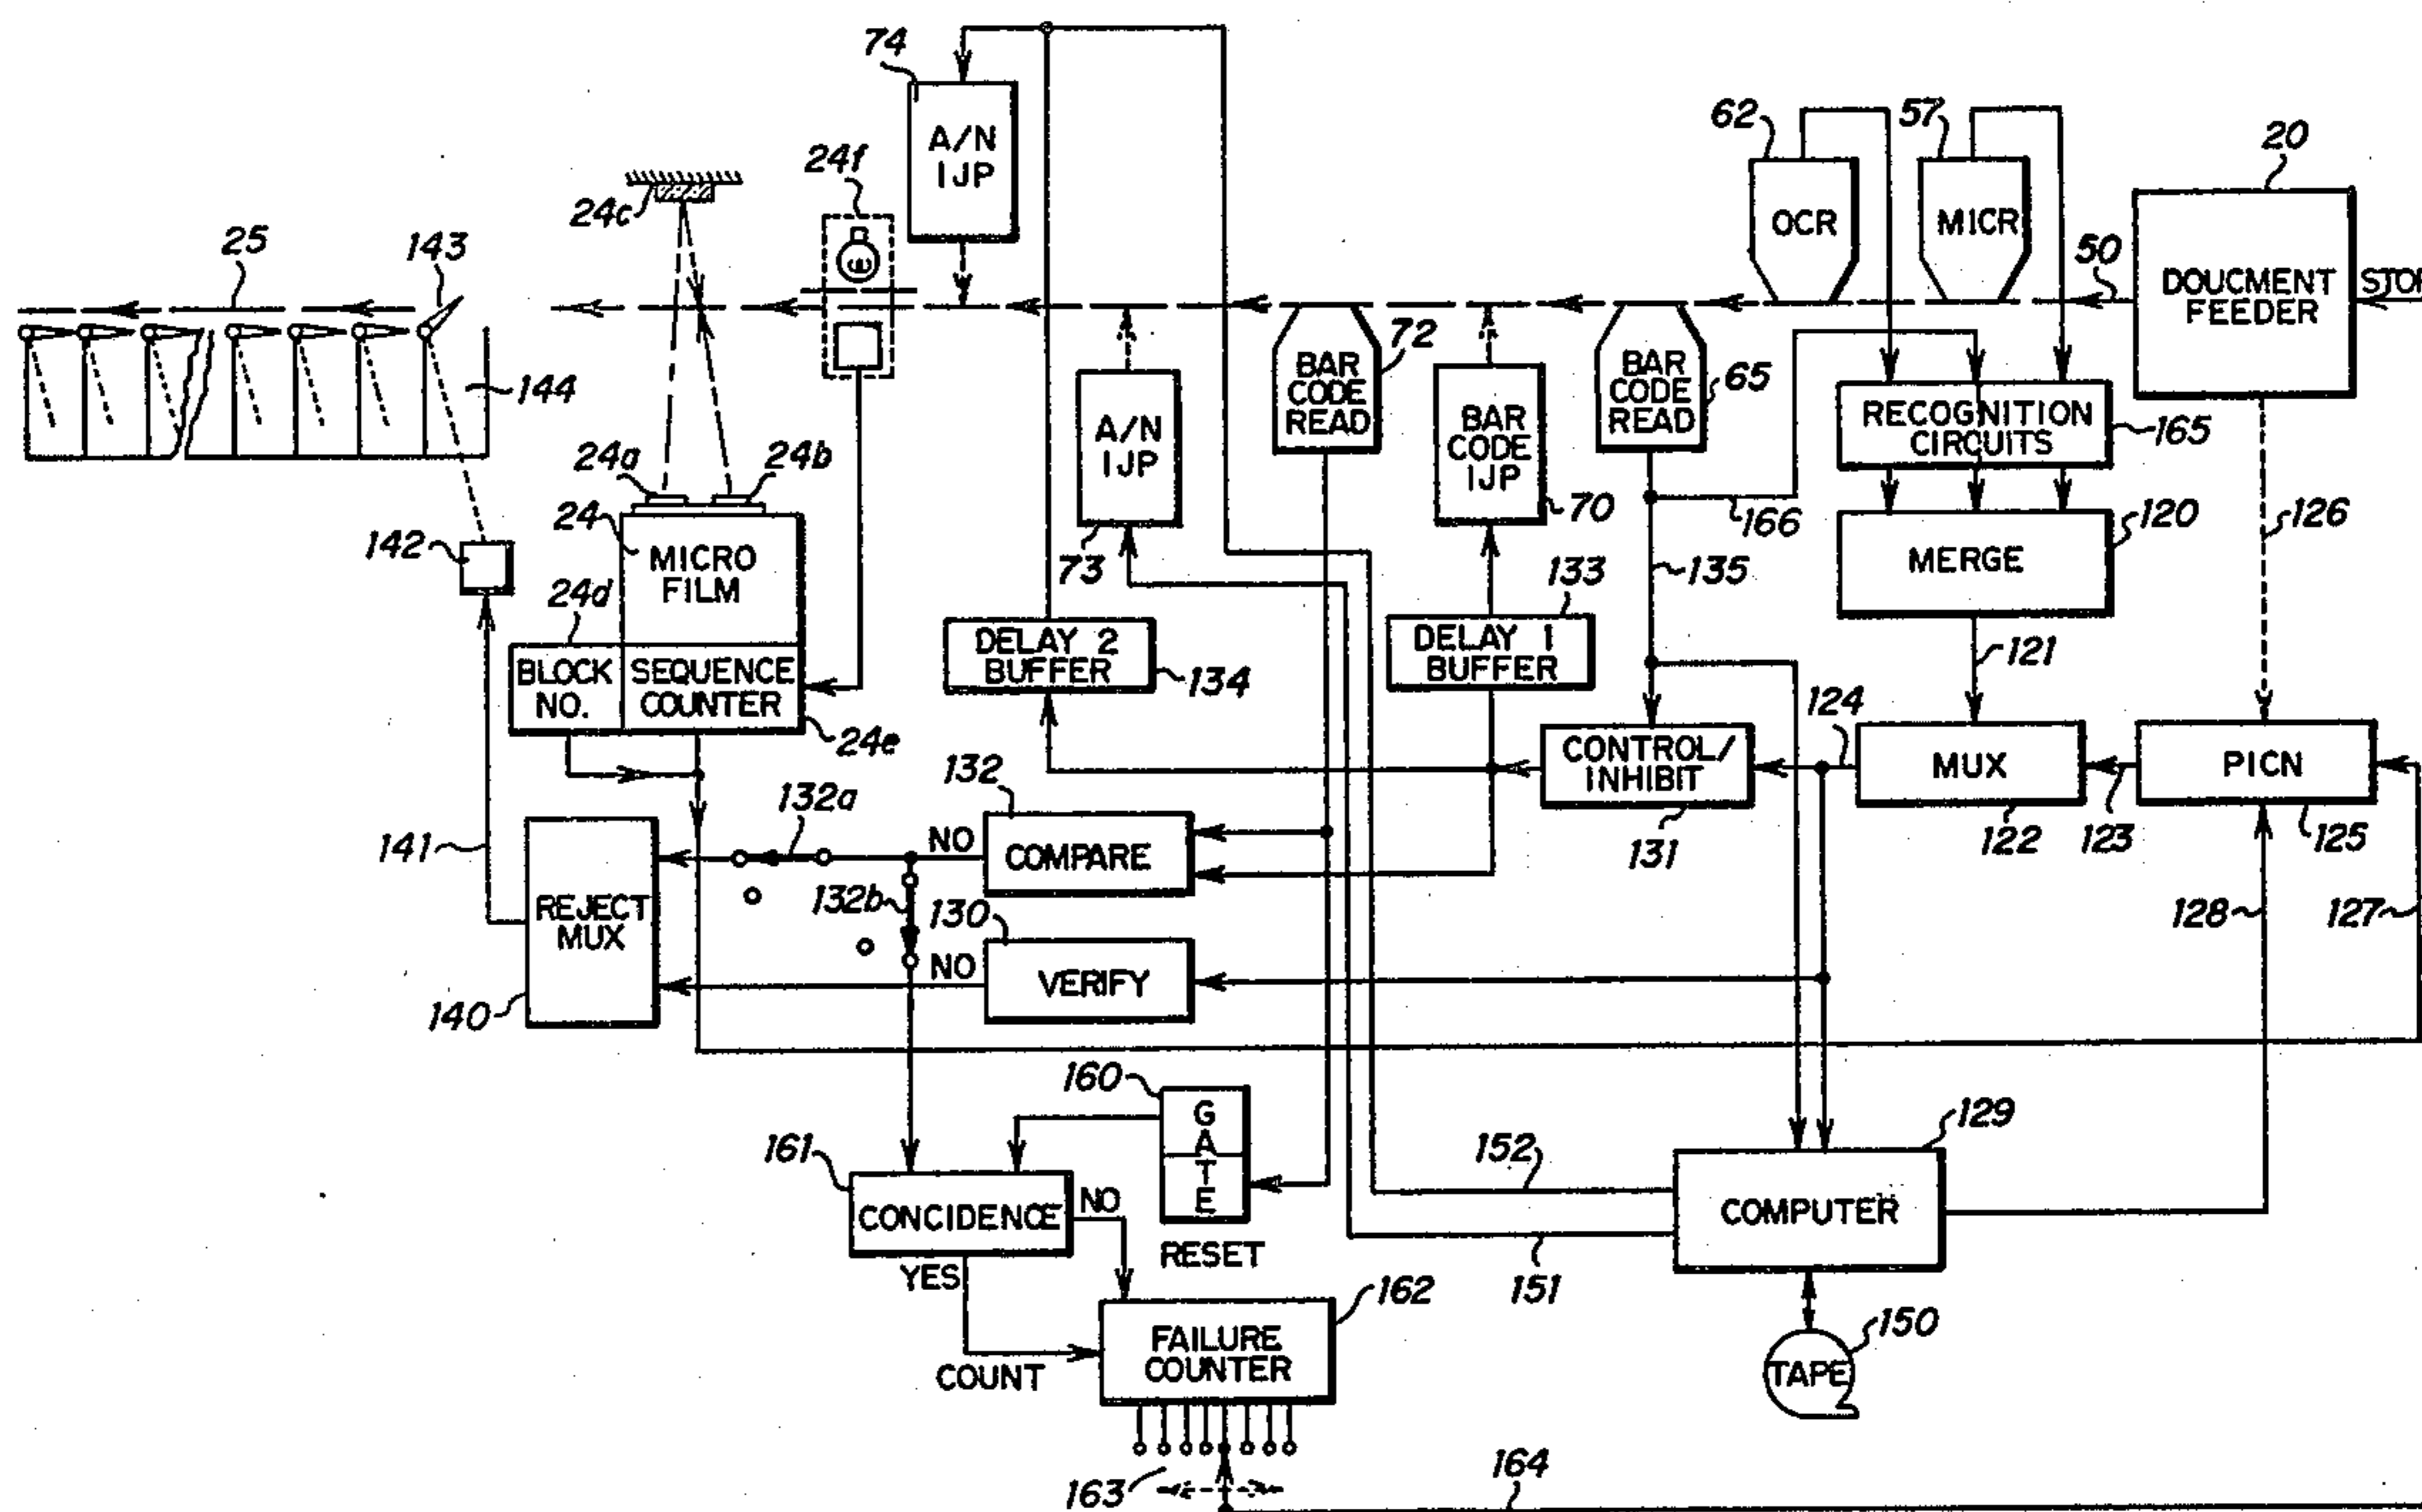 74
A/N
IJP
24f
24c
25
143
144
62
OCR
57
MICR
20
DOUCMENT
FEEDER
50
STOP
72
BAR
CODE
READ
65
BAR
CODE
READ
A/N
IJP
73
BAR
CODE
IJP
70
RECOGNITION
CIRCUITS
165
166
MERGE
120
126
24a
24b
24
MICRO
FILM
142
24d
BLOCK
NO.
SEQUENCE
COUNTER
24e
DELAY 2
BUFFER
134
133
DELAY 1
BUFFER
135
121
124
CONTROL/
INHIBIT
131
MUX
122
123
PICN
125
128
127
132
132a
NO
COMPARE
132b
130
NO
VERIFY
141
REJECT
MUX
140
160
GATE
RESET
161
CONCIDENCE
NO
YES
COUNT
162
FAILURE
COUNTER
163
164
152
151
129
COMPUTER
150
TAPE